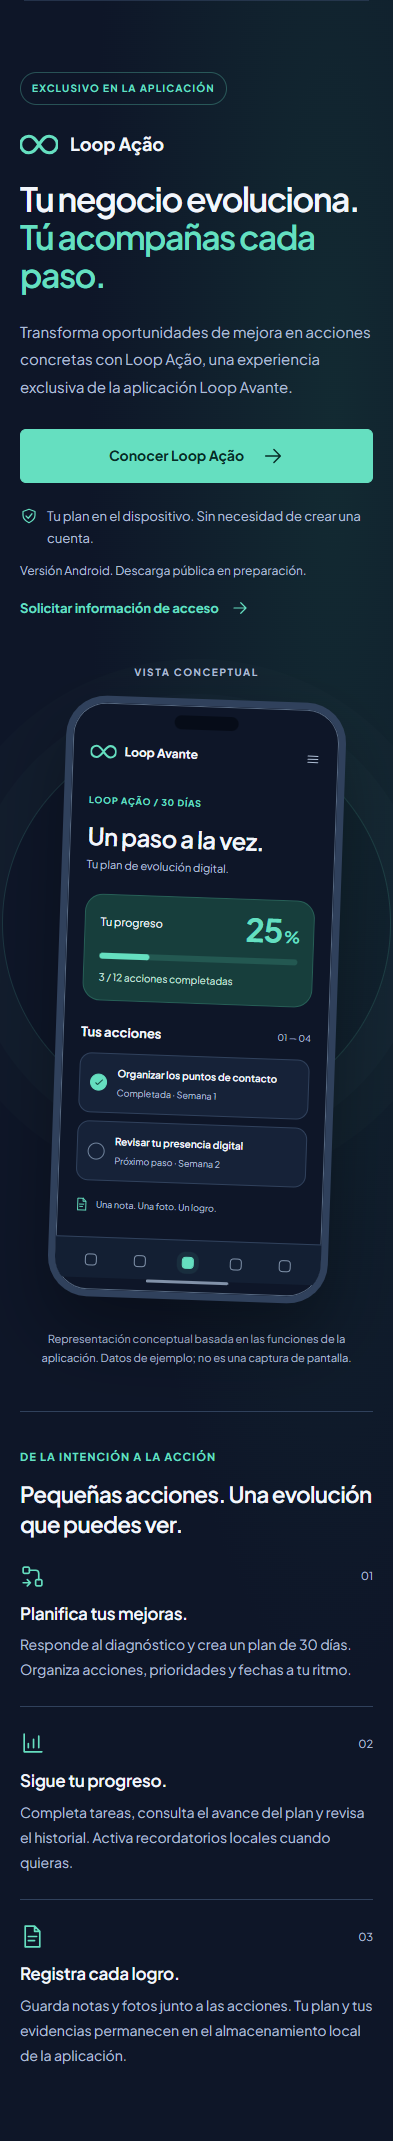 EXCLUSIVO EN LA APLICACIÓN
Loop Ação
Tu negocio evoluciona.
Tú acompañas cada
paso.
Transforma oportunidades de mejora en acciones
concretas con Loop Ação, una experiencia
exclusiva de la aplicación Loop Avante.
Conocer Loop Ação
Tu plan en el dispositivo. Sin necesidad de crear una
cuenta.
Versión Android. Descarga pública en preparación.
Solicitar información de acceso
VISTA CONCEPTUAL
Loop Avante
LOOP AÇÃO / 30 DÍAS
Un paso a la vez.
Tu plan de evolución digital.
Tu progreso
25%
3 / 12 acciones completadas
Tus acciones
01 — 04
Organizar los puntos de contacto
Completada · Semana 1
Revisar tu presencia digital
Próximo paso · Semana 2
Una nota. Una foto. Un logro.
Representación conceptual basada en las funciones de la
aplicación. Datos de ejemplo; no es una captura de pantalla.
DE LA INTENCIÓN A LA ACCIÓN
Pequeñas acciones. Una evolución
que puedes ver.
01
Planifica tus mejoras.
Responde al diagnóstico y crea un plan de 30 días.
Organiza acciones, prioridades y fechas a tu ritmo.
02
Sigue tu progreso.
Completa tareas, consulta el avance del plan y revisa
el historial. Activa recordatorios locales cuando
quieras.
03
Registra cada logro.
Guarda notas y fotos junto a las acciones. Tu plan y tus
evidencias permanecen en el almacenamiento local
de la aplicación.